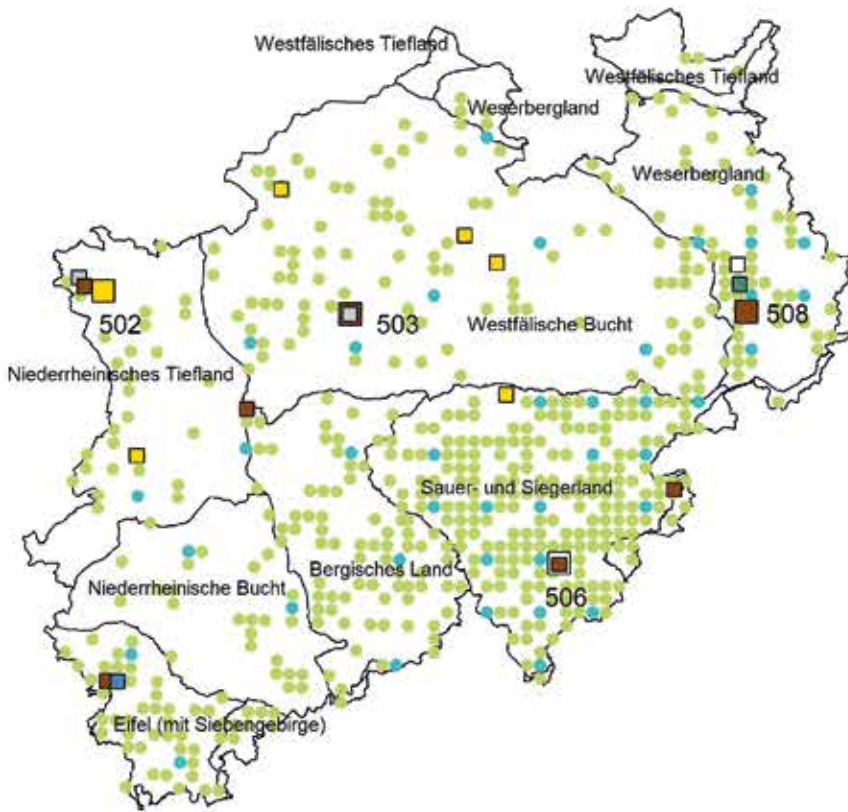 Westfälisches Tiefland
Westfälisches Tiefland
Weserbergland
Weserbergland
502
503
508
Westfälische Bucht
Niederrheinisches Tiefland
Sauer- und Siegerland
Bergisches Land
Niederrheinische Bucht
506
Eifel (mit Siebengebirge)